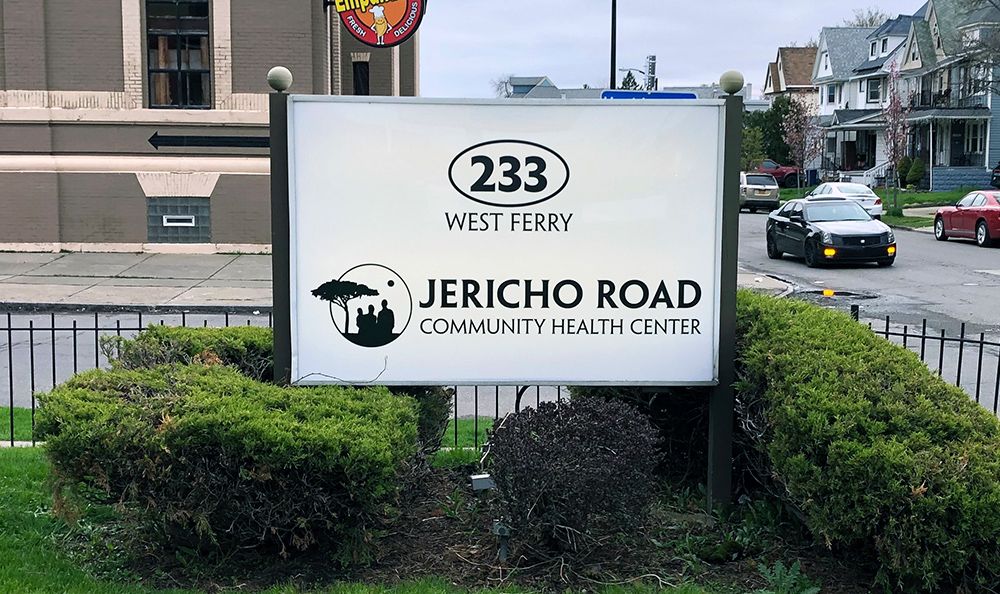 FRESH DELICIOUS
233
WEST FERRY
JERICHO ROAD
COMMUNITY HEALTH CENTER